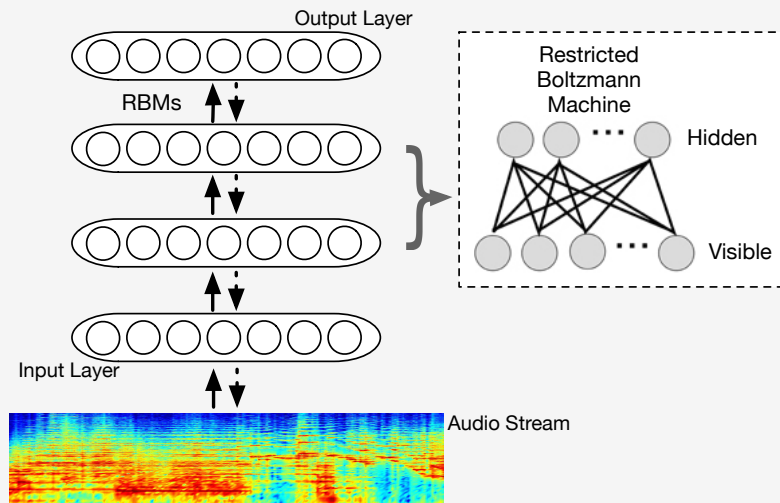 Output Layer
RBMs
Input Layer
Audio Stream
Restricted
Boltzmann
Machine
Hidden
Visible